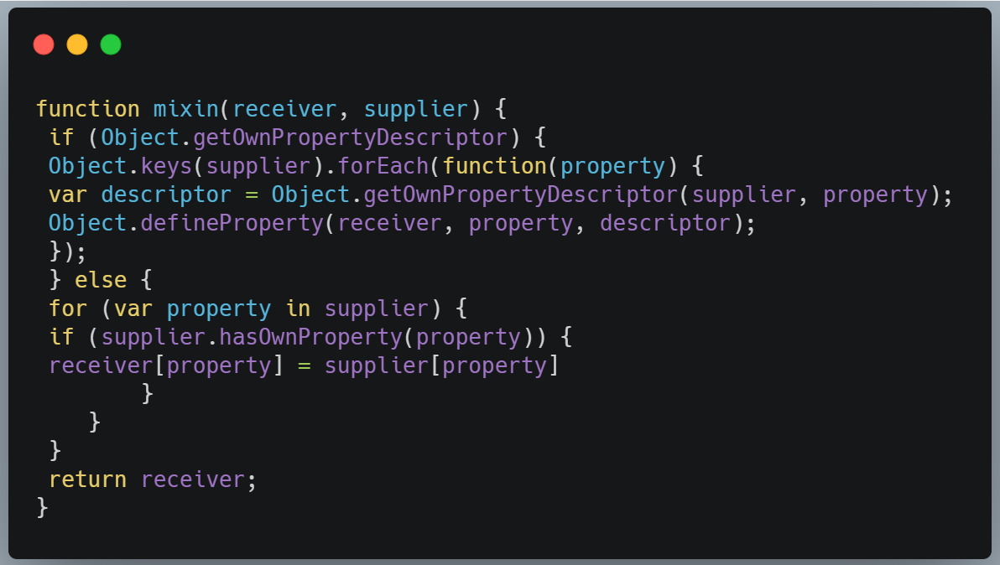 function mixin(receiver, supplier) {
 if (Object.getOwnPropertyDescriptor) {
 Object.keys(supplier).forEach(function(property) {
 var descriptor = Object.getOwnPropertyDescriptor(supplier, property);
 Object.defineProperty(receiver, property, descriptor);
 });
 } else {
 for (var property in supplier) {
 if (supplier.hasOwnProperty(property)) {
 receiver[property] = supplier[property]
        }
    }
 }
 return receiver;
}